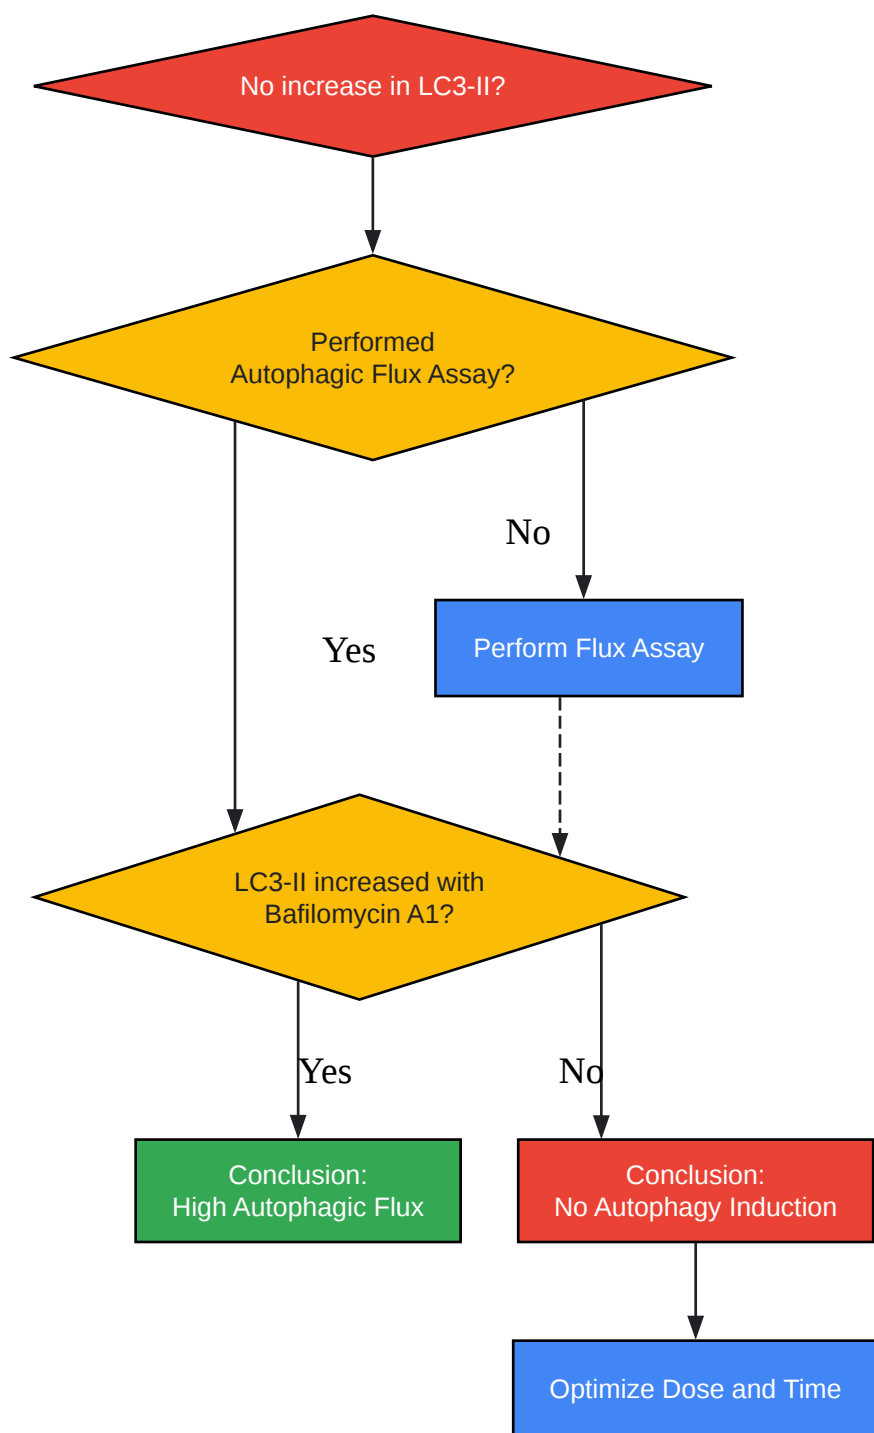 No increase in LC3-II?
Performed
Autophagic Flux Assay?
No
Yes
Perform Flux Assay
LC3-II increased with
Bafilomycin A1?
Yes
No
Conclusion:
High Autophagic Flux
Conclusion:
No Autophagy Induction
Optimize Dose and Time